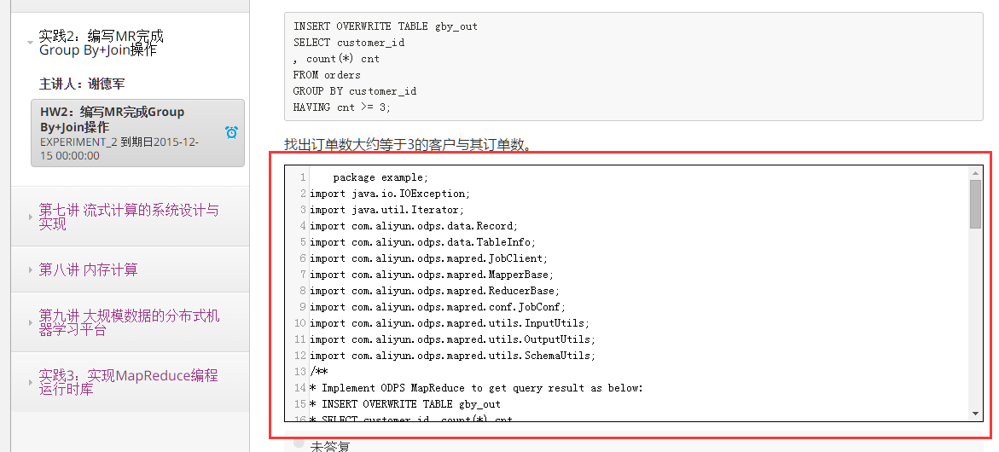 实践2：编写MR完成
Group By+Join操作
主讲人：谢德军
HW2：编写MR完成Group
By+Join操作
EXPERIMENT_2 到期日2015-12-
15 00:00:00
第七讲 流式计算的系统设计与
实现
第八讲 内存计算
第九讲 大规模数据的分布式机
器学习平台
实践3：实现MapReduce编程
运行时库
INSERT OVERWRITE TABLE gby_out
SELECT customer_id
, count(*) cnt
FROM orders
GROUP BY customer_id
HAVING cnt >= 3;
找出订单数大约等于3的客户与其订单数。
1 package example;
2 import java.io.IOException;
3 import java.util.Iterator;
4 import com.aliyun.odps.data.Record;
5 import com.aliyun.odps.data.TableInfo;
6 import com.aliyun.odps.mapred.JobClient;
7 import com.aliyun.odps.mapred.MapperBase;
8 import com.aliyun.odps.mapred.ReducerBase;
9 import com.aliyun.odps.mapred.conf.JobConf;
10 import com.aliyun.odps.mapred.utils.InputUtils;
11 import com.aliyun.odps.mapred.utils.OutputUtils;
12 import com.aliyun.odps.mapred.utils.SchemaUtils;
13 /**
14 * Implement ODPS MapReduce to get query result as below:
15 * INSERT OVERWRITE TABLE gby_out
16 * SELECT customer_id, count(*) cnt
未答复